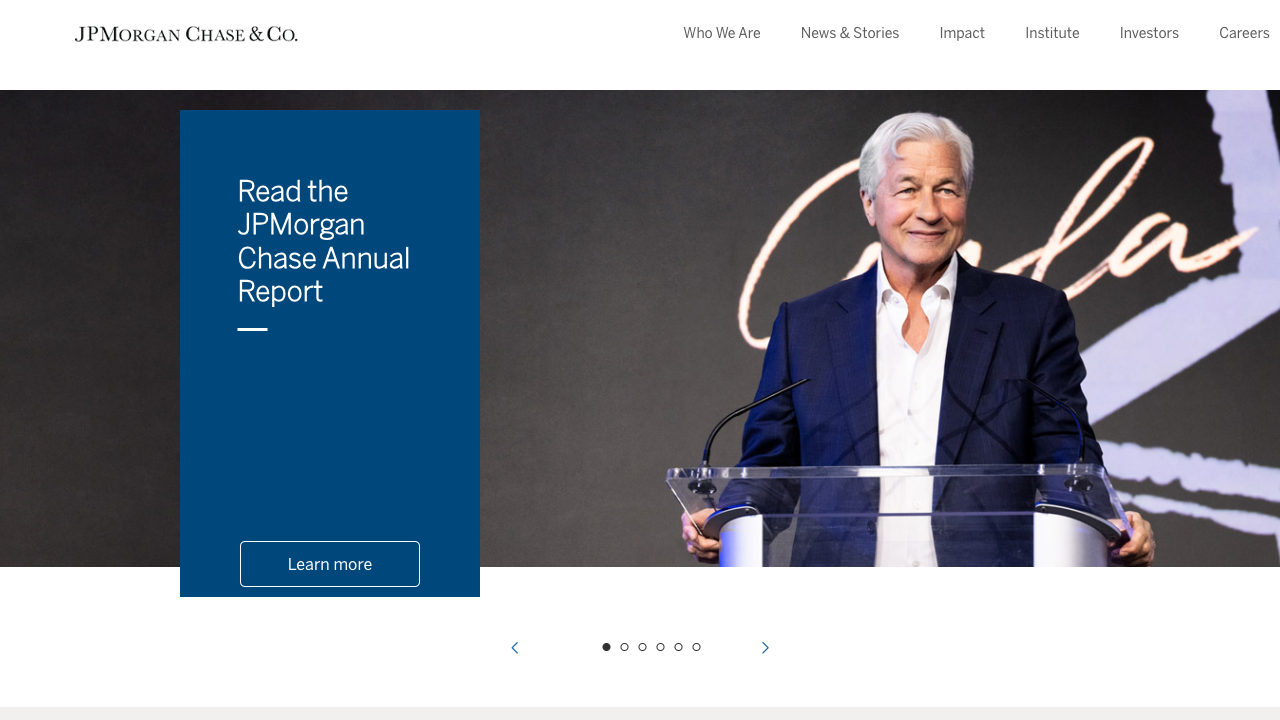 JPMORGAN CHASE & CO.
Who We Are
News & Stories
Impact
Institute
Investors
Careers
Read the
JPMorgan
Chase Annual
Report
Learn more